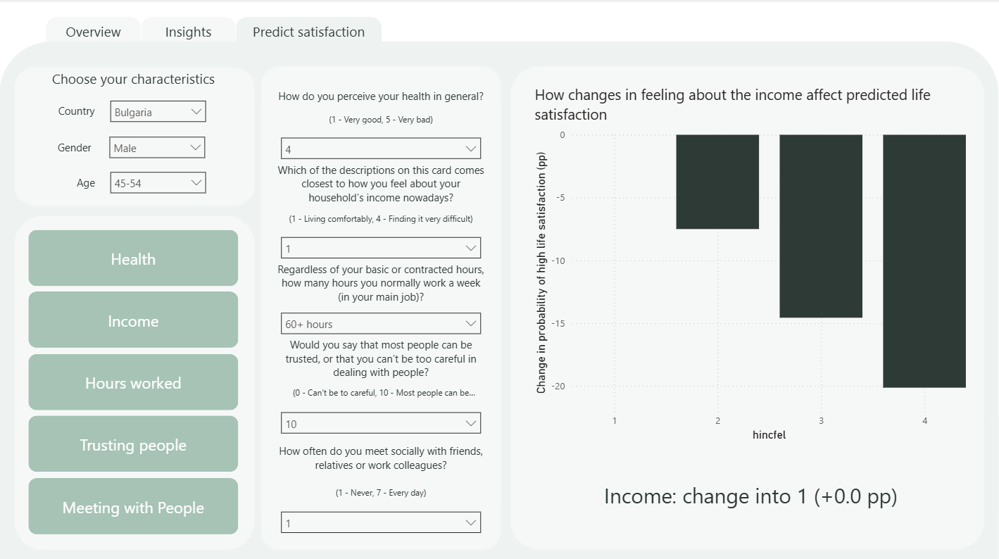 Overview
Insights
Predict satisfaction
Choose your characteristics
Country
Bulgaria
Gender
Male
Age
45-54
Health
Income
Hours worked
Trusting people
Meeting with People
How do you perceive your health in general?
(1 - Very good, 5 - Very bad)
4
Which of the descriptions on this card comes
closest to how you feel about your
household's income nowadays?
(1 - Living comfortably, 4 - Finding it very difficult)
1
Regardless of your basic or contracted hours,
how many hours you normally work a week
(in your main job)?
60+ hours
Would you say that most people can be
trusted, or that you can't be too careful in
dealing with people?
(0 - Can't be to careful, 10 - Most people can be...
10
How often do you meet socially with friends,
relatives or work colleagues?
(1 - Never, 7 - Every day)
1
How changes in feeling about the income affect predicted life
satisfaction
Change in probability of high life satisfaction (pp)
0
-5
-10
-15
-20
1
2
3
4
hincfel
Income: change into 1 (+0.0 pp)